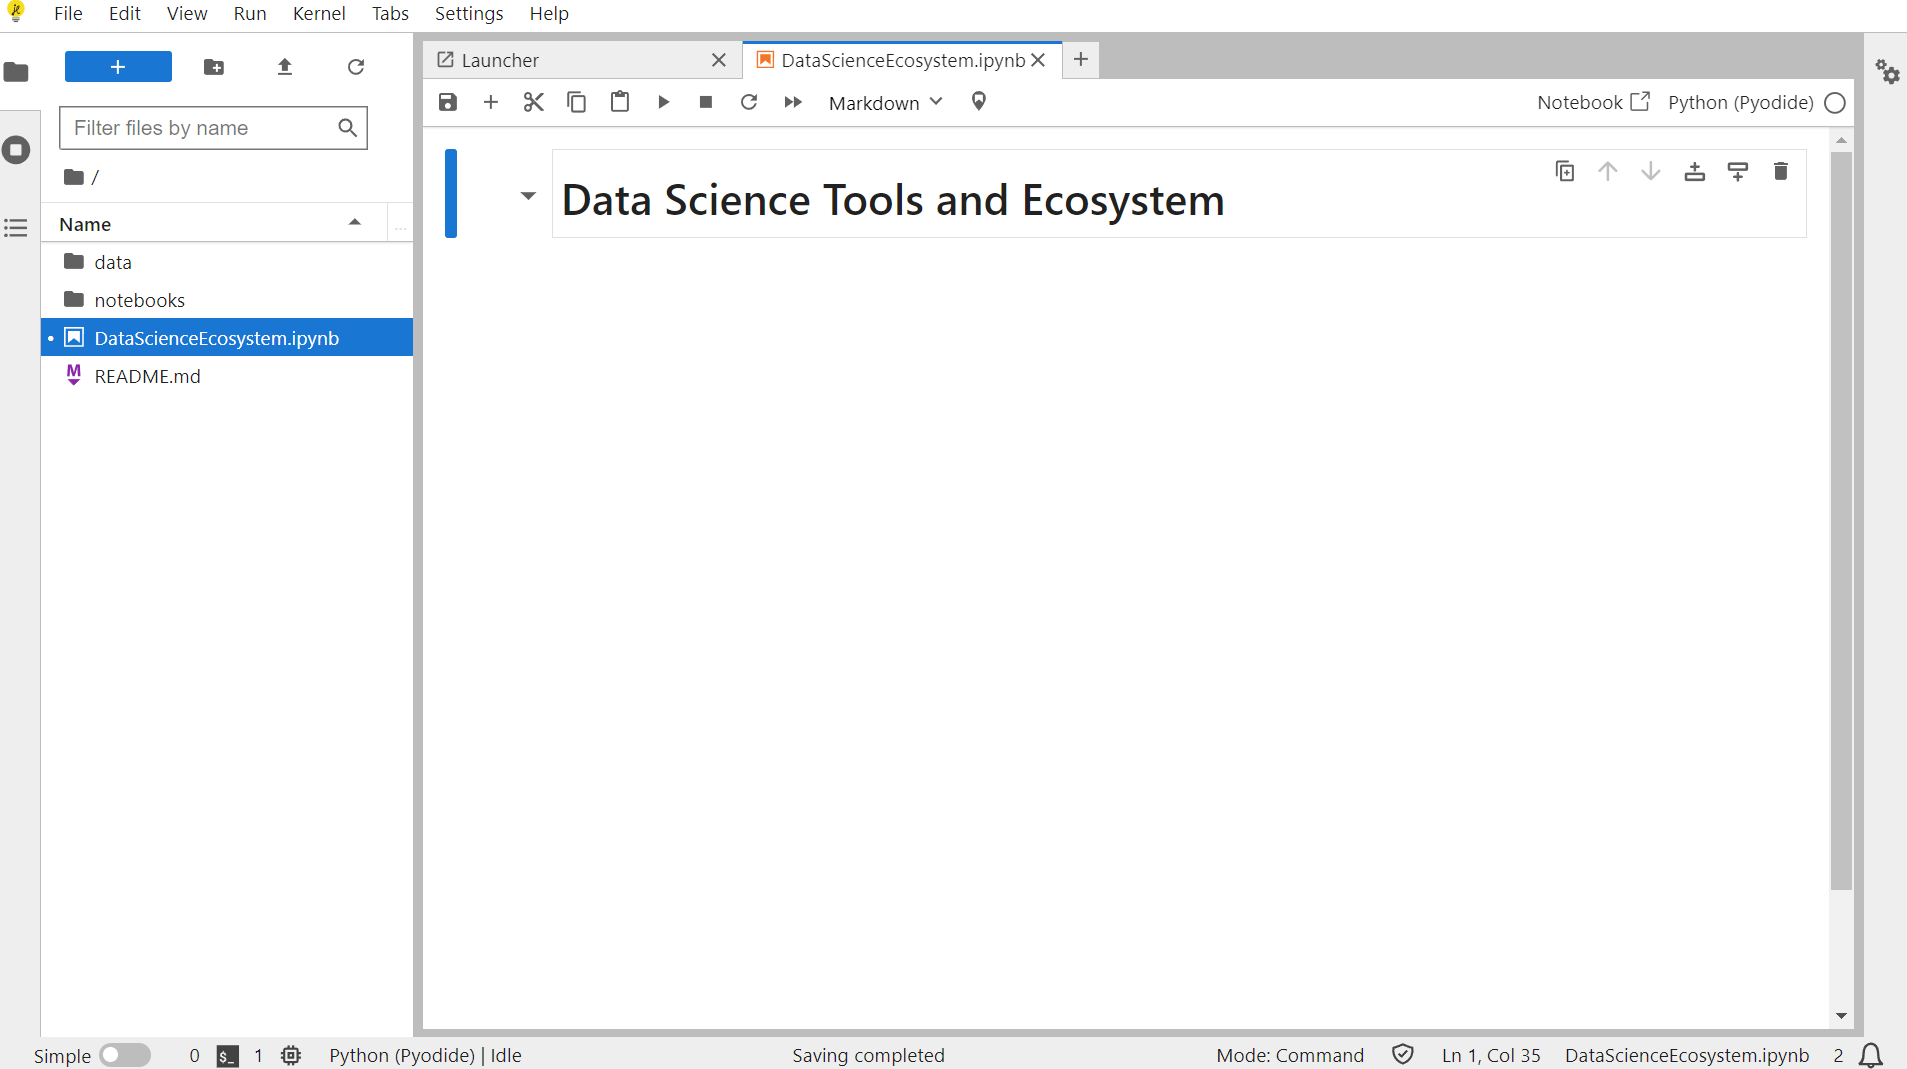 File Edit View Run Kernel Tabs Settings Help
Launcher
DataScienceEcosystem.ipynb
Markdown
Notebook
Python (Pyodide)
Filter files by name
/
Name
...
data
notebooks
DataScienceEcosystem.ipynb
README.md
Data Science Tools and Ecosystem
Simple 0 $_ 1 Python (Pyodide) | Idle Saving completed Mode: Command Ln 1, Col 35 DataScienceEcosystem.ipynb 2